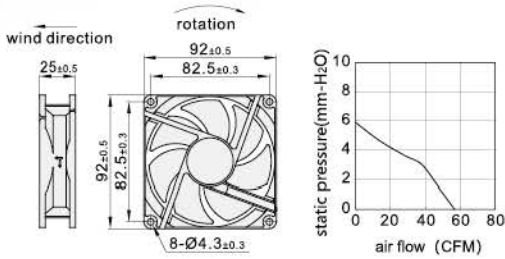 rotation
wind direction
92±0.5
25±0.5
82.5±0.3
92±0.5
82.5±0.3
8-Ø4.3±0.3
static pressure(mm-H2O)
10
8
6
4
2
0
0 20 40 60 80
air flow (CFM)